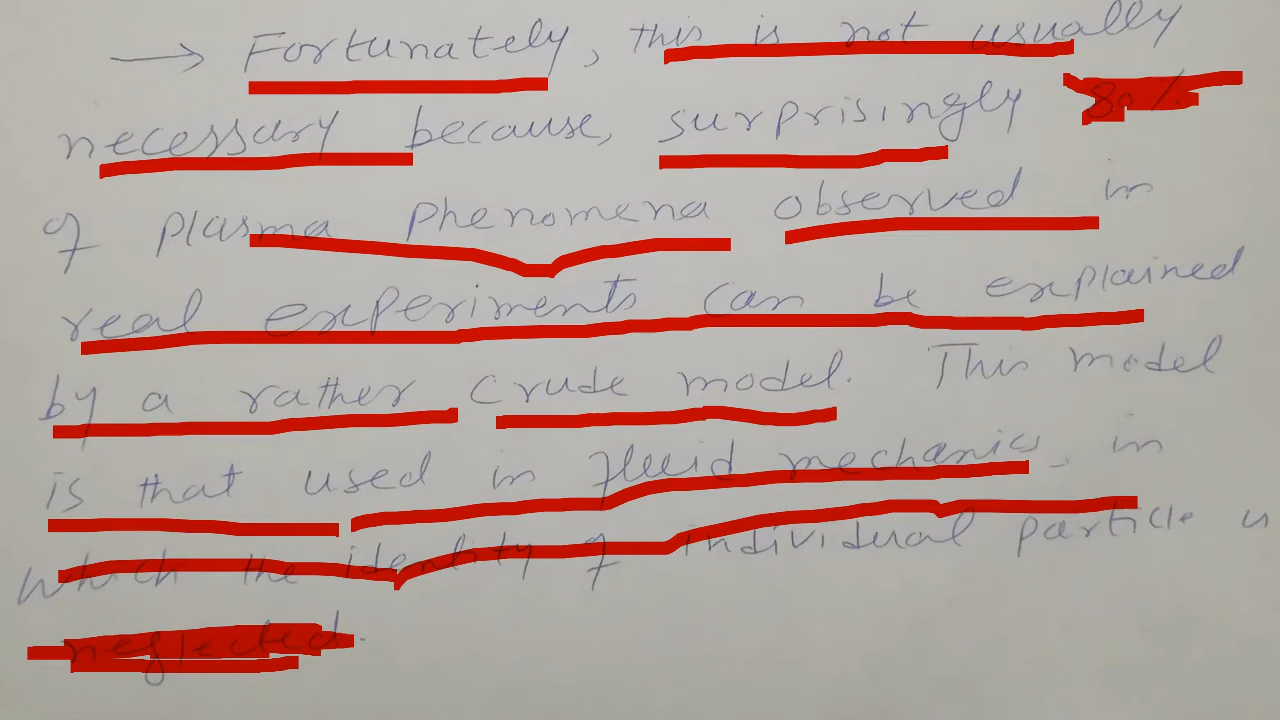 → Fortunately, this is not usually
necessary because, surprisingly 80%
of plasma phenomena observed in
real experiments can be explained
by a rather crude model. This model
is that used in fluid mechanics, in
which the identity of individual particle is
neglected.